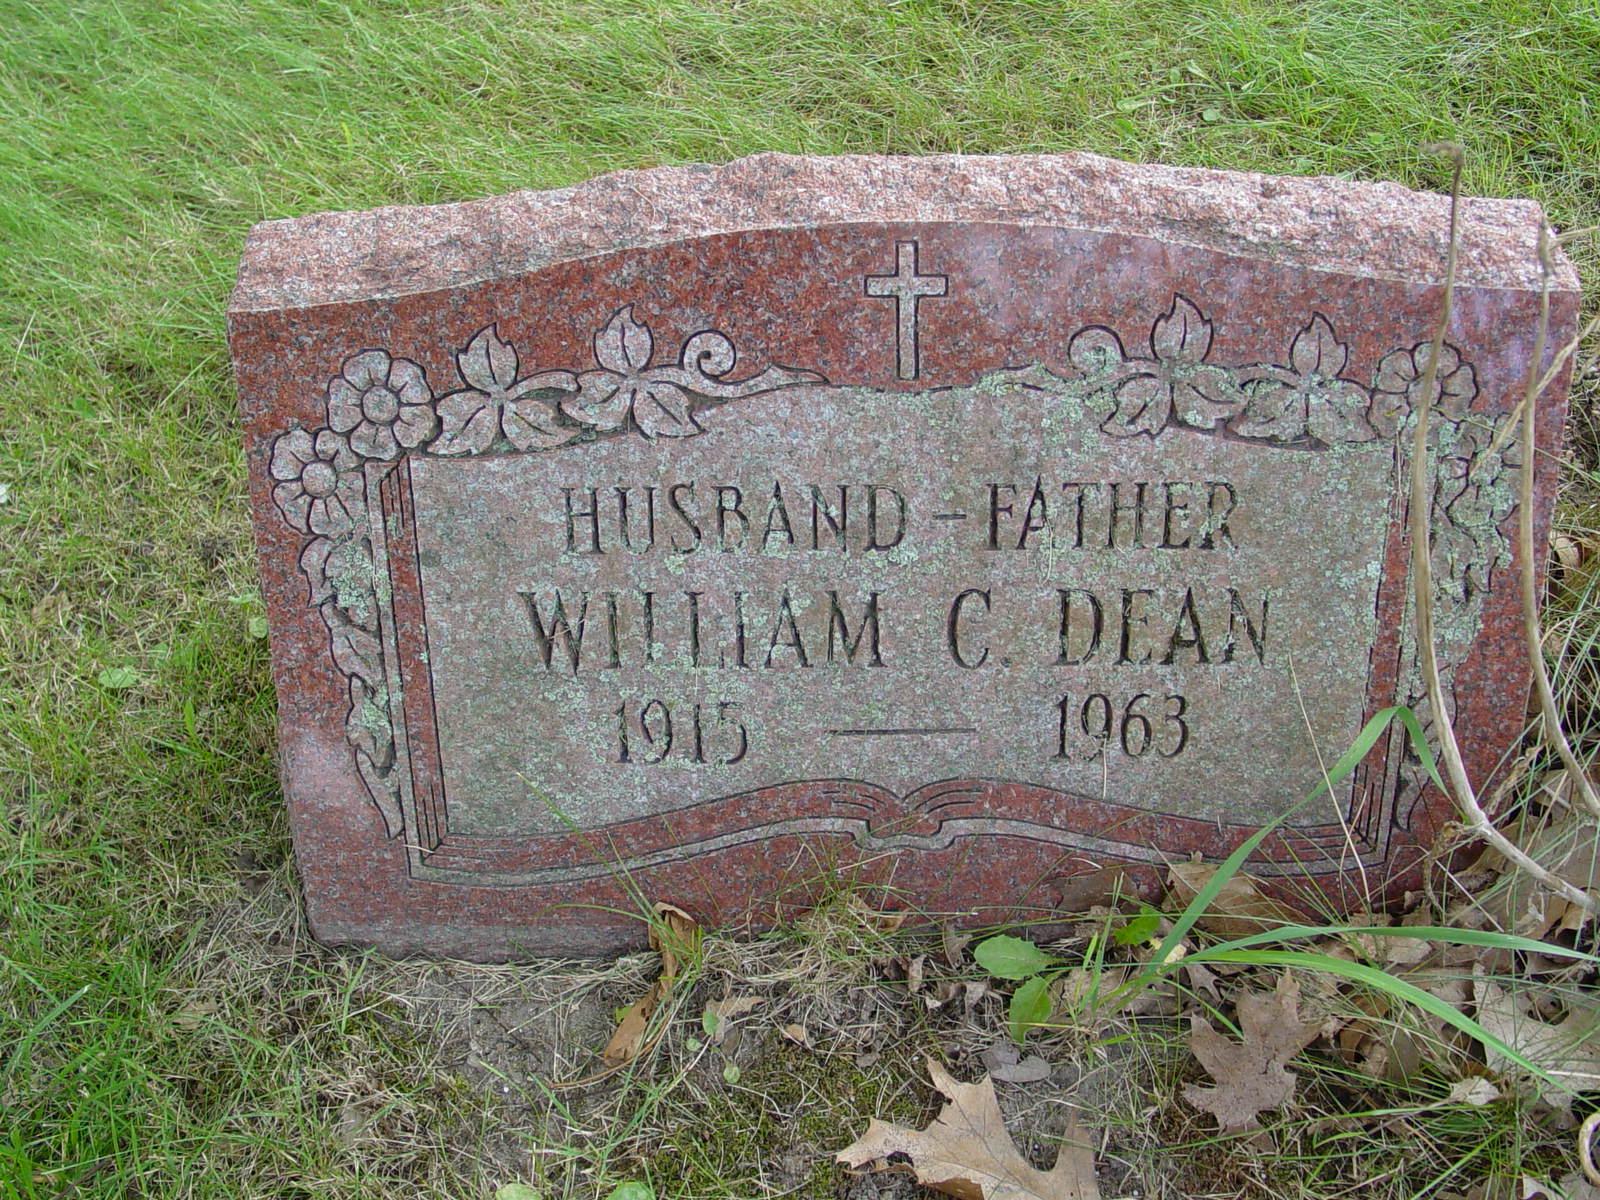 HUSBAND - FATHER
WILLIAM C. DEAN
1915 — 1963